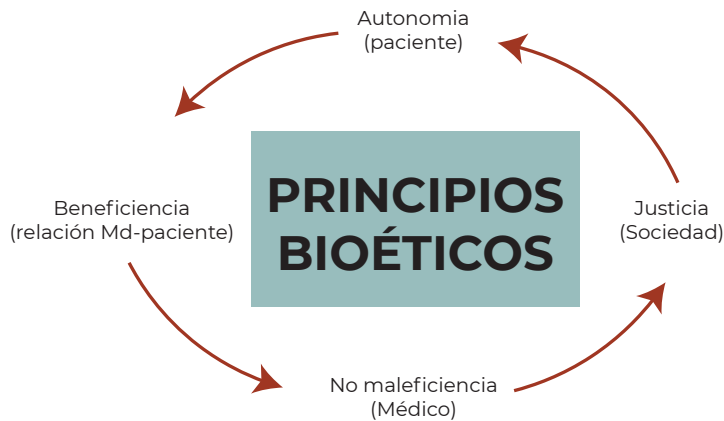 Autonomia
(paciente)
PRINCIPIOS
BIOÉTICOS
Beneficiencia
(relación Md-paciente)
Justicia
(Sociedad)
No maleficiencia
(Médico)